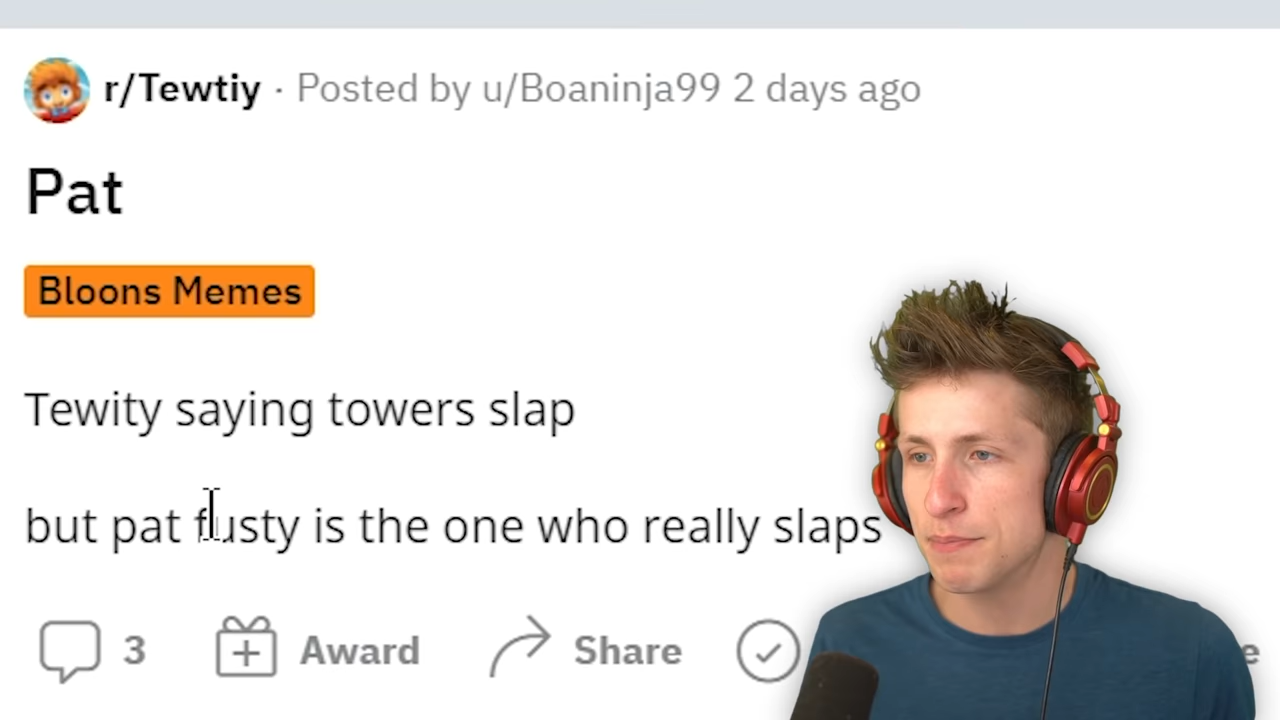 r/Tewtiy · Posted by u/Boaninja99 2 days ago
Pat
Bloons Memes
Tewity saying towers slap
but pat fusty is the one who really slaps
3 Award Share e